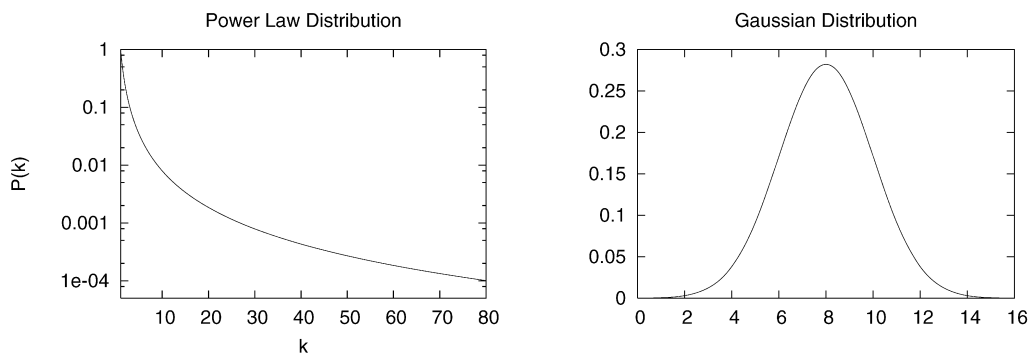 Power Law Distribution
1
0.1
0.01
0.001
1e-04
P(k)
10 20 30 40 50 60 70 80
k
Gaussian Distribution
0.3
0.25
0.2
0.15
0.1
0.05
0
0 2 4 6 8 10 12 14 16